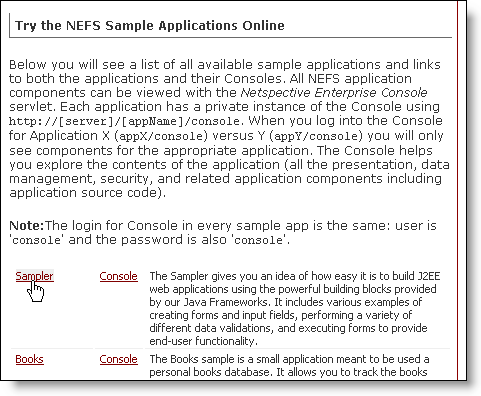 Try the NEFS Sample Applications Online
Below you will see a list of all available sample applications and links
to both the applications and their Consoles. All NEFS application
components can be viewed with the Netspective Enterprise Console
servlet. Each application has a private instance of the Console using
http://[server]/[appName]/console. When you log into the Console
for Application X (appX/console) versus Y (appY/console) you will only
see components for the appropriate application. The Console helps
you explore the contents of the application (all the presentation, data
management, security, and related application components including
application source code).
Note:The login for Console in every sample app is the same: user is
'console' and the password is also 'console'.
Sampler Console The Sampler gives you an idea of how easy it is to build J2EE
web applications using the powerful building blocks provided
by our Java Frameworks. It includes various examples of
creating forms and input fields, performing a variety of
different data validations, and executing forms to provide
end-user functionality.
Books Console The Books sample is a small application meant to be used a
personal books database. It allows you to track the books